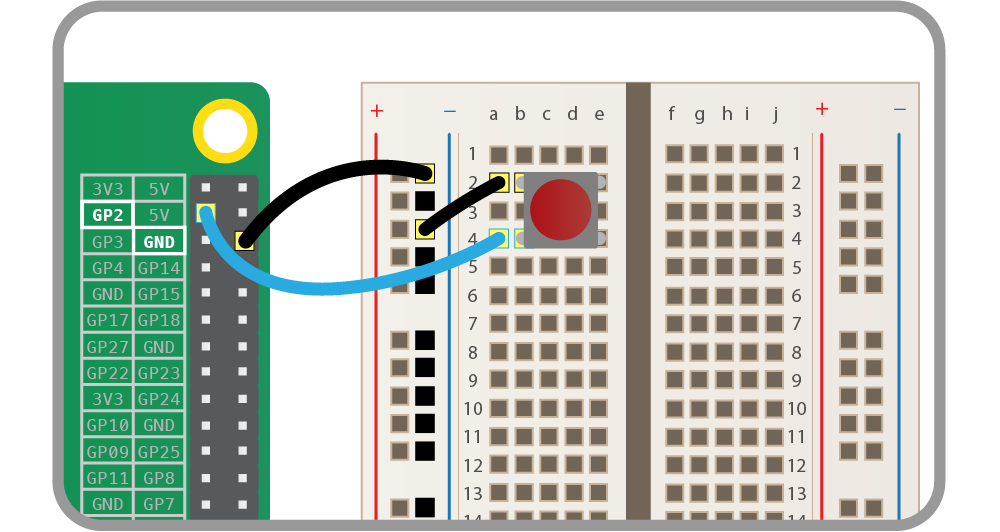 + − a b c d e f g h i j + −
3V3 5V
GP2 5V
GP3 GND
GP4 GND GP14
GND GP15
GP17 GP18
GP27 GND
GP22 GP23
3V3 GP24
GP10 GND
GP09 GP25
GP11 GP8
GND GP7
1 1
2 2
3 3
4 4
5 5
6 6
7 7
8 8
9 9
10 10
11 11
12 12
13 13
14 14